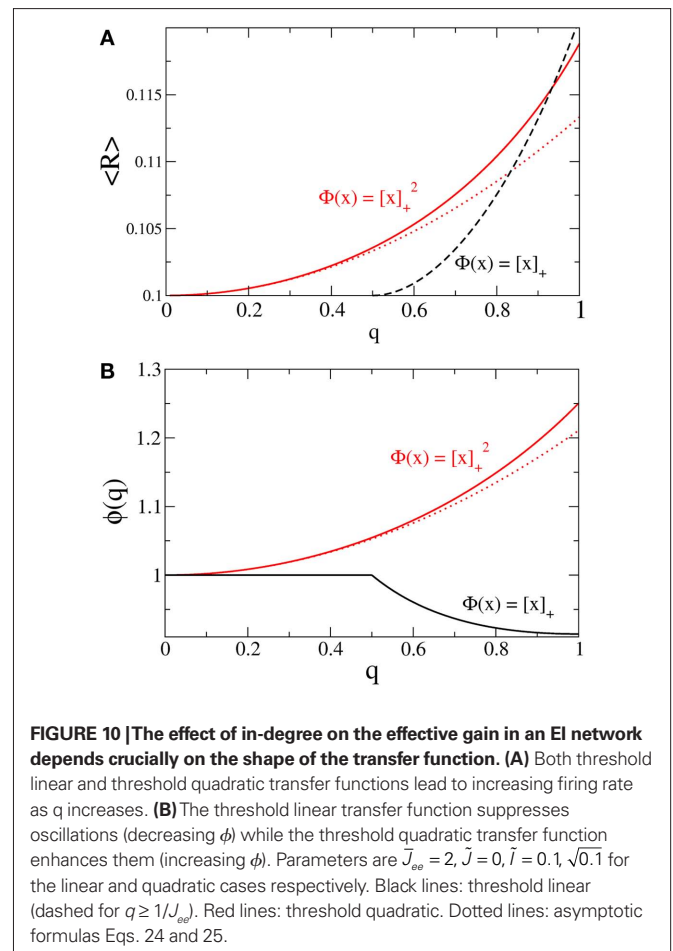 A
0.115
0.11
0.105
0.1
<R>
Φ(x) = [x]₊²
Φ(x) = [x]₊
0 0.2 0.4 0.6 0.8 1
q
B
1.3
1.2
1.1
1
ϕ(q)
Φ(x) = [x]₊²
Φ(x) = [x]₊
0 0.2 0.4 0.6 0.8 1
q
FIGURE 10 | The effect of in-degree on the effective gain in an EI network
depends crucially on the shape of the transfer function. (A) Both threshold
linear and threshold quadratic transfer functions lead to increasing firing rate
as q increases. (B) The threshold linear transfer function suppresses
oscillations (decreasing ϕ) while the threshold quadratic transfer function
enhances them (increasing ϕ). Parameters are J̅ₑₑ = 2, J̃ = 0, Ĩ = 0.1, √0.1 for
the linear and quadratic cases respectively. Black lines: threshold linear
(dashed for q ≥ 1/Jₑₑ). Red lines: threshold quadratic. Dotted lines: asymptotic
formulas Eqs. 24 and 25.